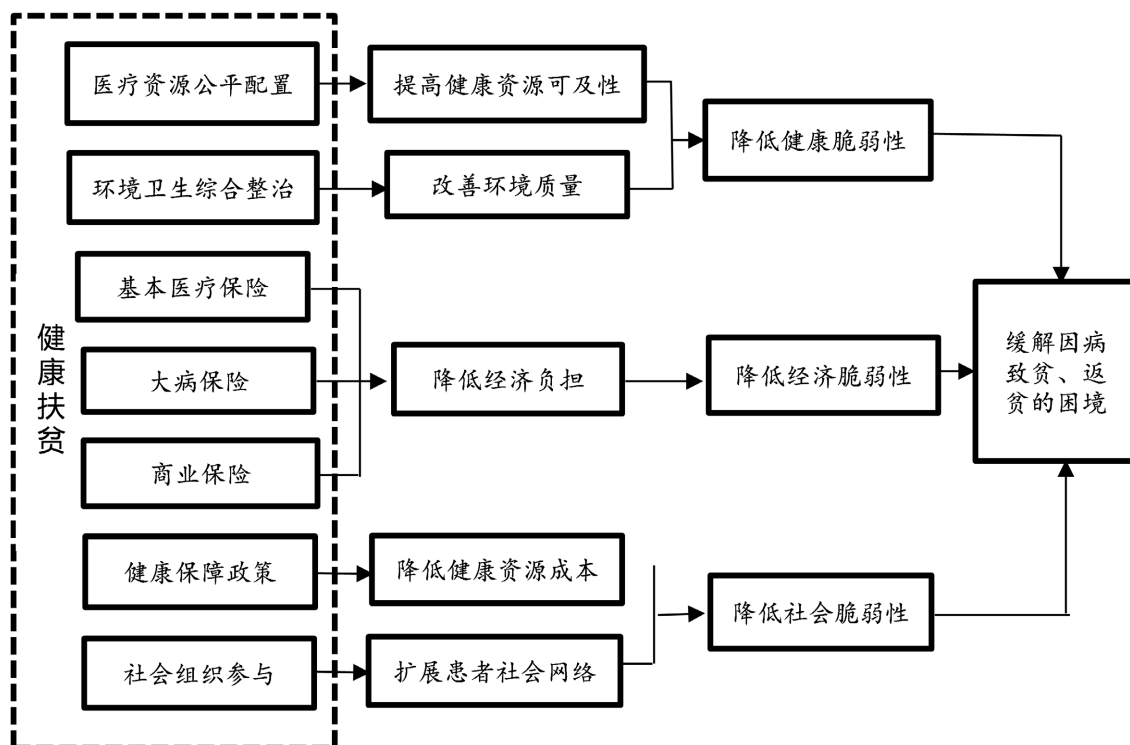 医疗资源公平配置
提高健康资源可及性
降低健康脆弱性
环境卫生综合整治
改善环境质量
基本医疗保险
健康扶贫
大病保险
降低经济负担
降低经济脆弱性
缓解因病
致贫、返
贫的困境
商业保险
健康保障政策
降低健康资源成本
降低社会脆弱性
社会组织参与
扩展患者社会网络